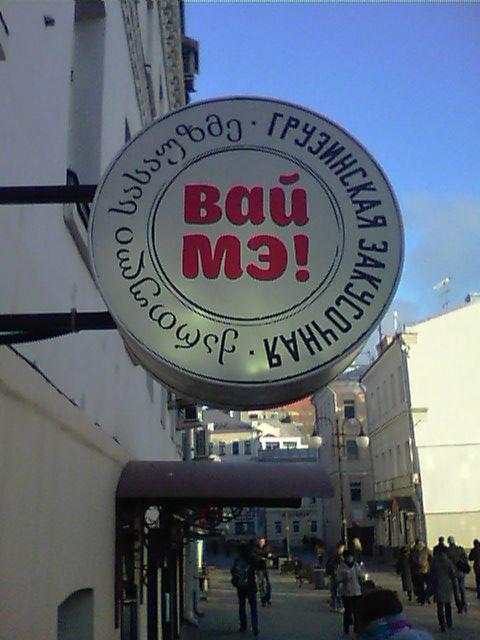 вай
мэ!
ГРУЗИНСКАЯ ЗАКУСОЧНАЯ
ქართული სასაუზმე